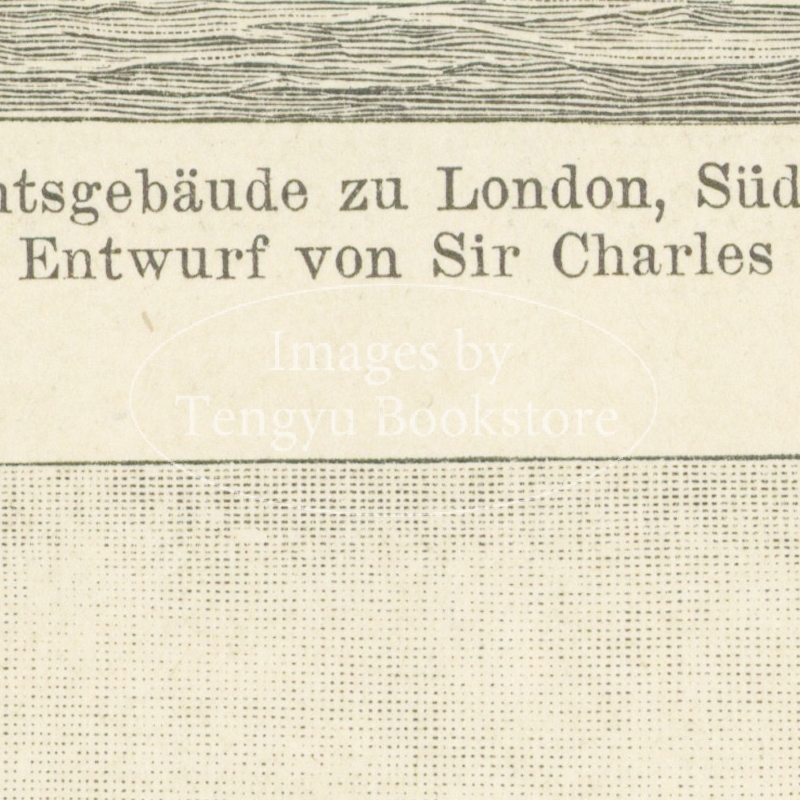 ntsgebäude zu London, Süd
Entwurf von Sir Charles
Images by
Tengyu Bookstore